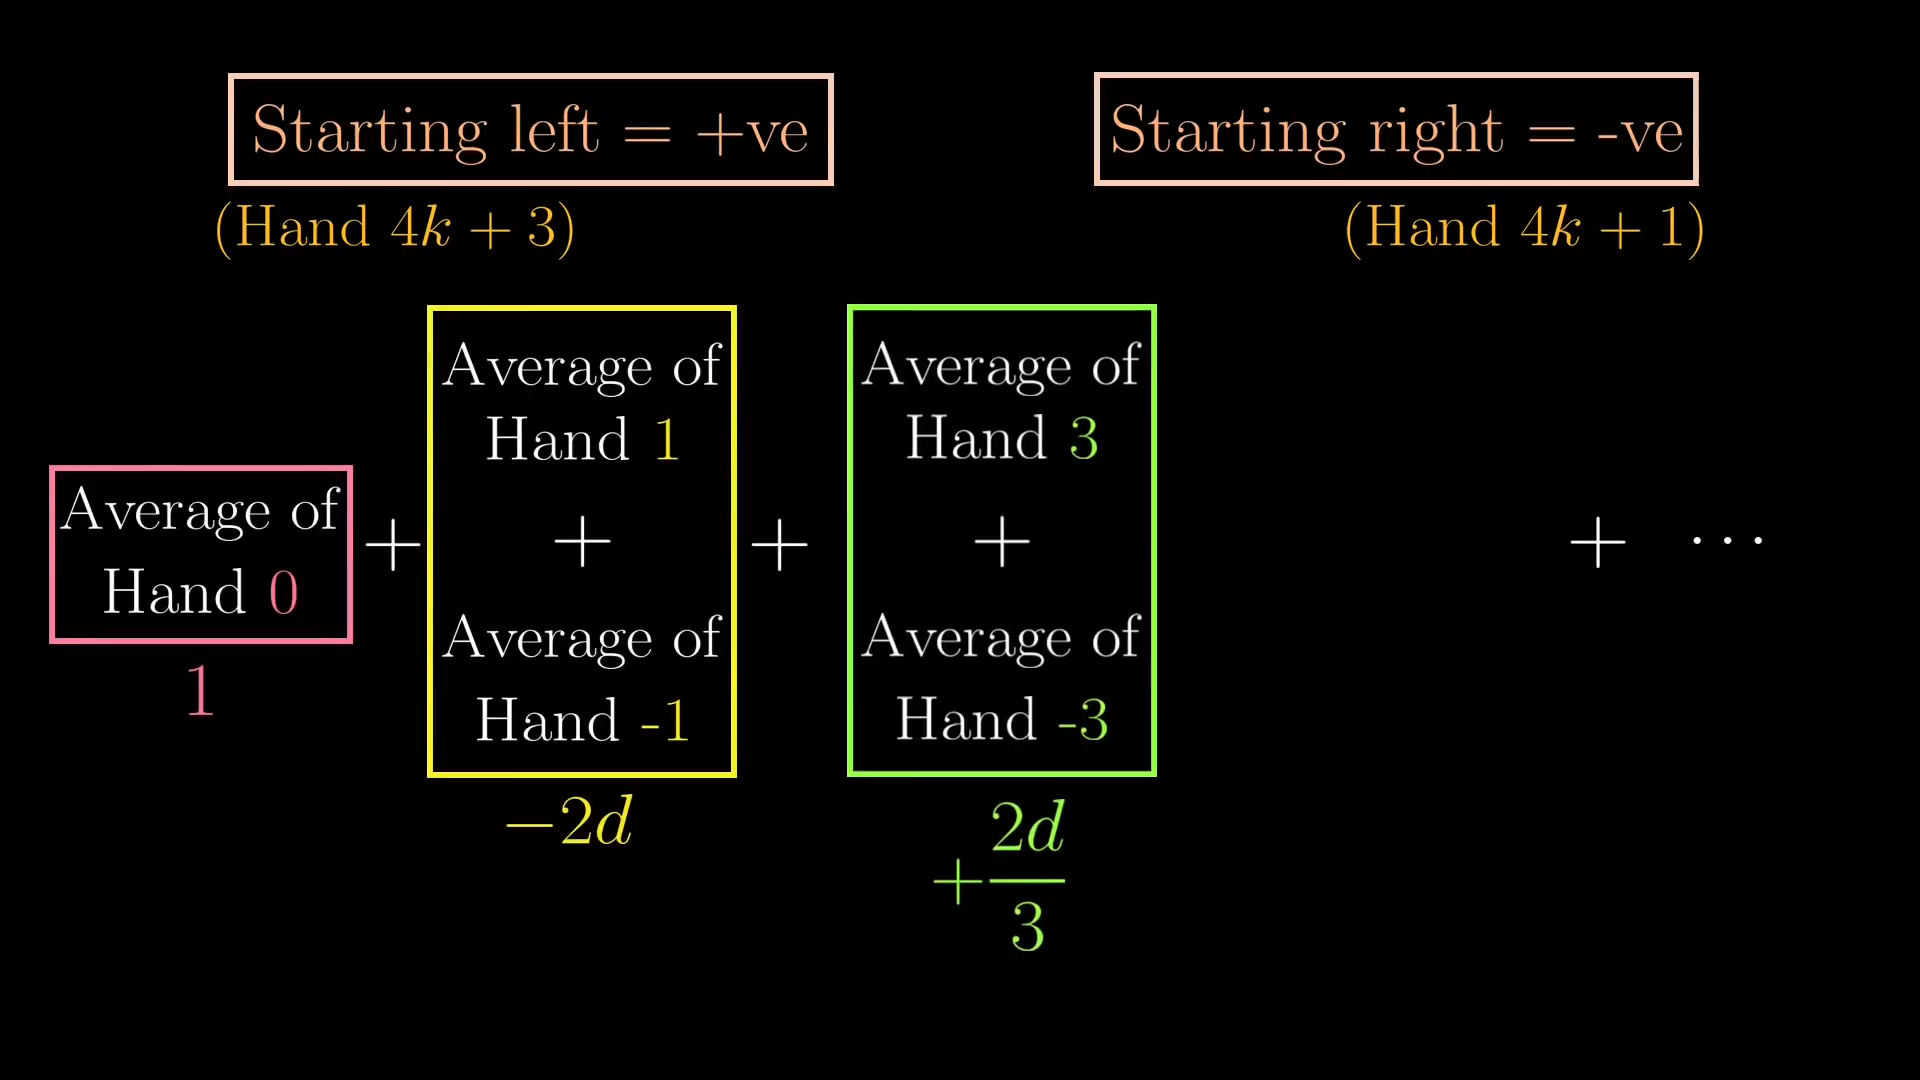 Starting left = +ve
Starting right = -ve
(Hand 4k + 3)
(Hand 4k + 1)
Average of
Hand 0
1
+
Average of
Hand 1
+
Average of
Hand -1
−2d
+
Average of
Hand 3
+
Average of
Hand -3
+2d/3
+ ···